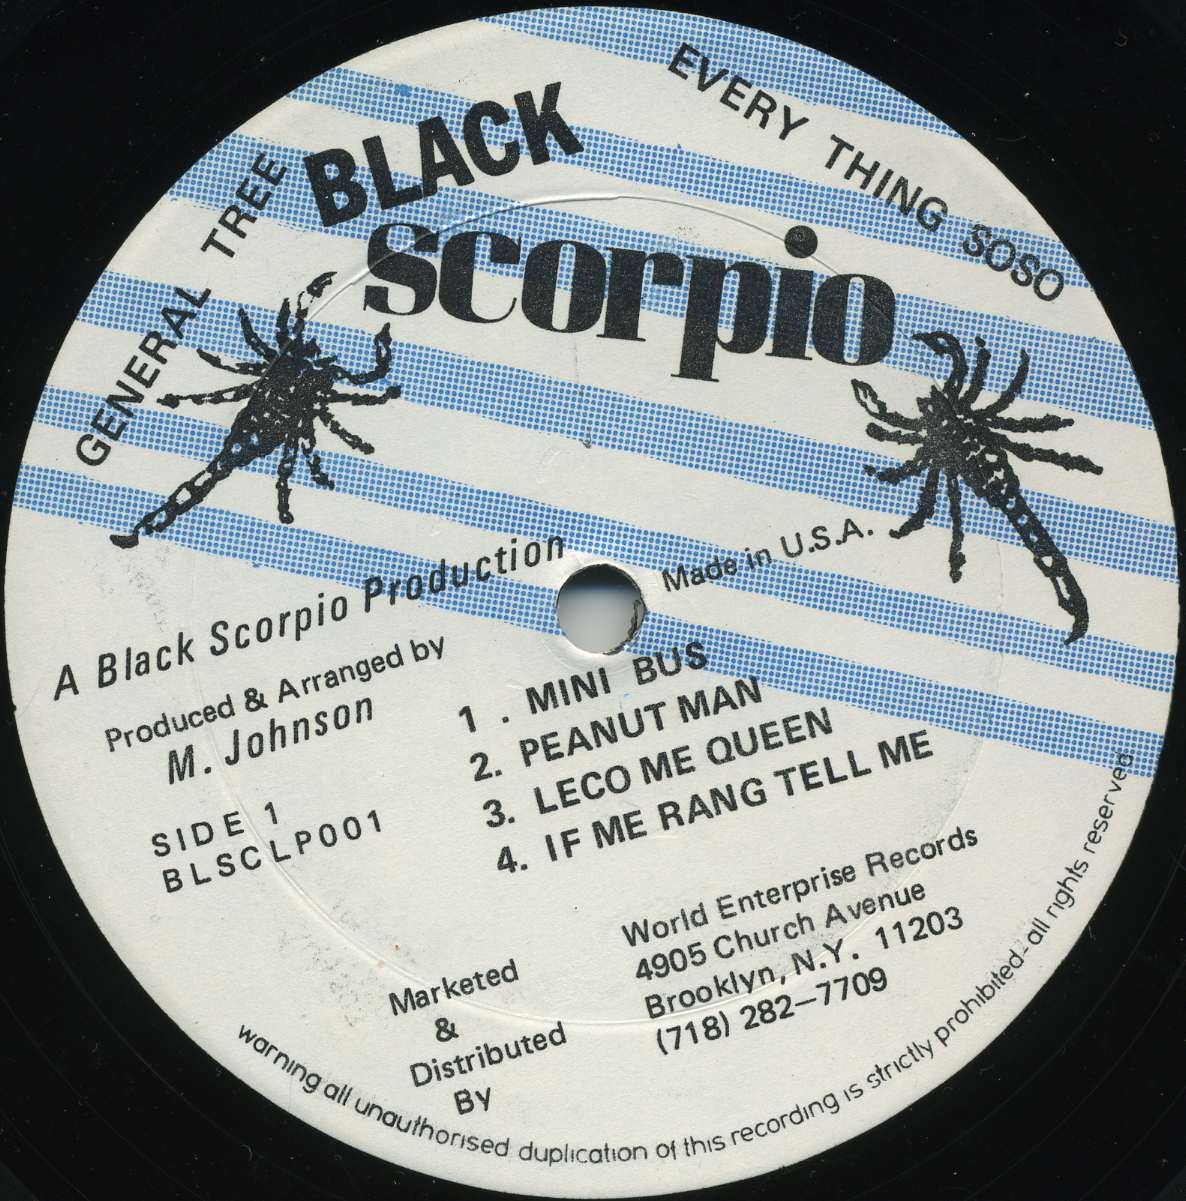 GENERAL TREE
EVERY THING SOSO
BLACK
scorpio
A Black Scorpio Production
Made in U.S.A.
Produced & Arranged by
M. Johnson
SIDE 1
BLSCLP001
1 . MINI BUS
2. PEANUT MAN
3. LECO ME QUEEN
4. IF ME RANG TELL ME
Marketed
&
Distributed
By
World Enterprise Records
4905 Church Avenue
Brooklyn, N.Y. 11203
(718) 282-7709
warning all unauthorised duplication of this recording is strictly prohibited-all rights reserved